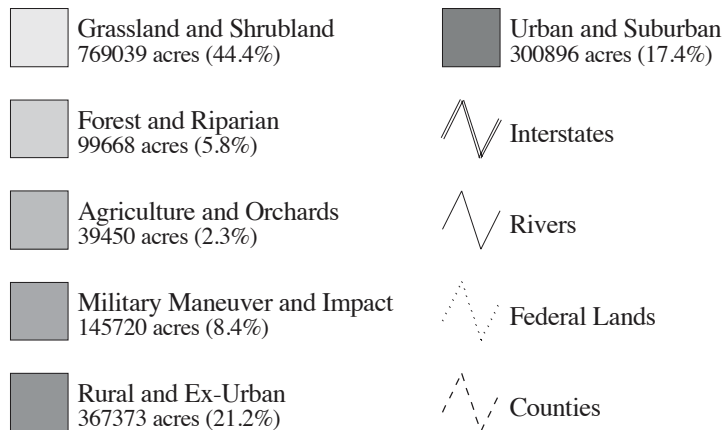 Grassland and Shrubland
769039 acres (44.4%)
Forest and Riparian
99668 acres (5.8%)
Agriculture and Orchards
39450 acres (2.3%)
Military Maneuver and Impact
145720 acres (8.4%)
Rural and Ex-Urban
367373 acres (21.2%)
Urban and Suburban
300896 acres (17.4%)
Interstates
Rivers
Federal Lands
Counties